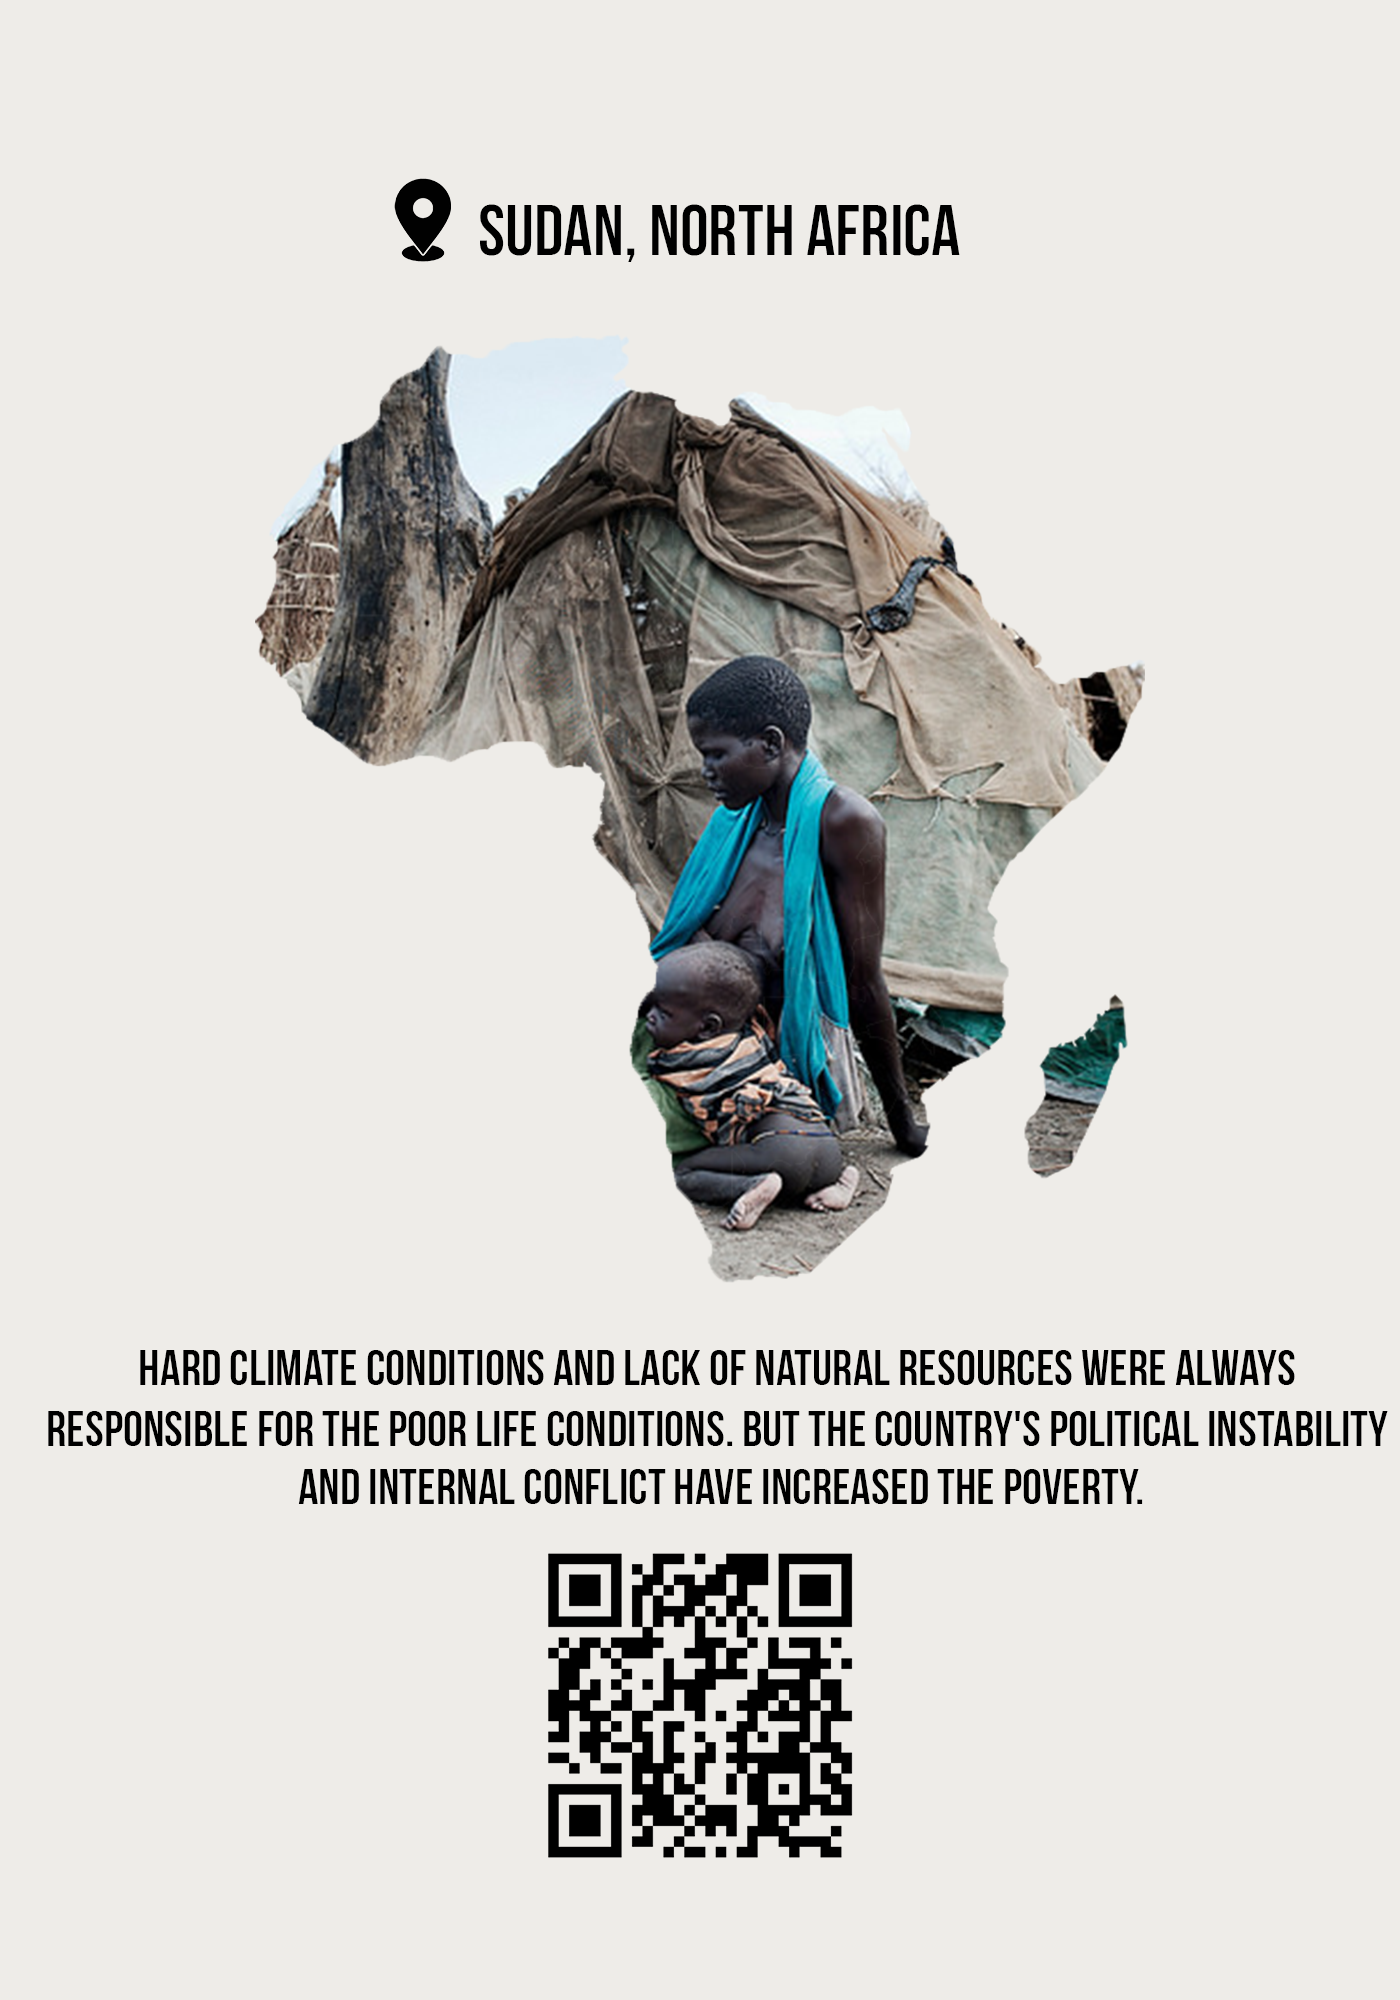 SUDAN, NORTH AFRICA
HARD CLIMATE CONDITIONS AND LACK OF NATURAL RESOURCES WERE ALWAYS
RESPONSIBLE FOR THE POOR LIFE CONDITIONS. BUT THE COUNTRY'S POLITICAL INSTABILITY
AND INTERNAL CONFLICT HAVE INCREASED THE POVERTY.